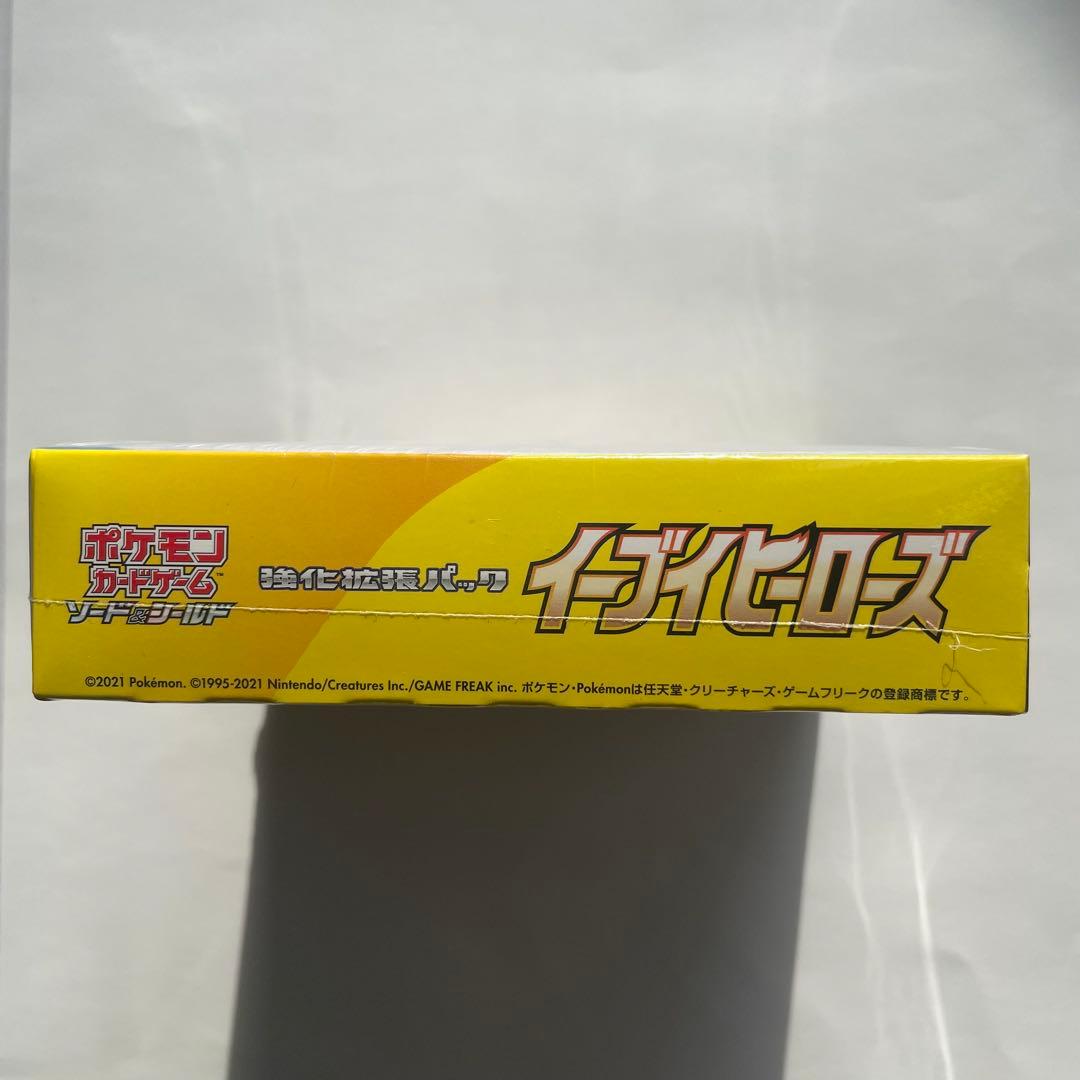 ポケモン
カードゲーム™
ソード&シールド
強化拡張パック
イーブイヒーローズ
©2021 Pokémon. ©1995-2021 Nintendo/Creatures Inc./GAME FREAK inc. ポケモン・Pokémonは任天堂・クリーチャーズ・ゲームフリークの登録商標です。